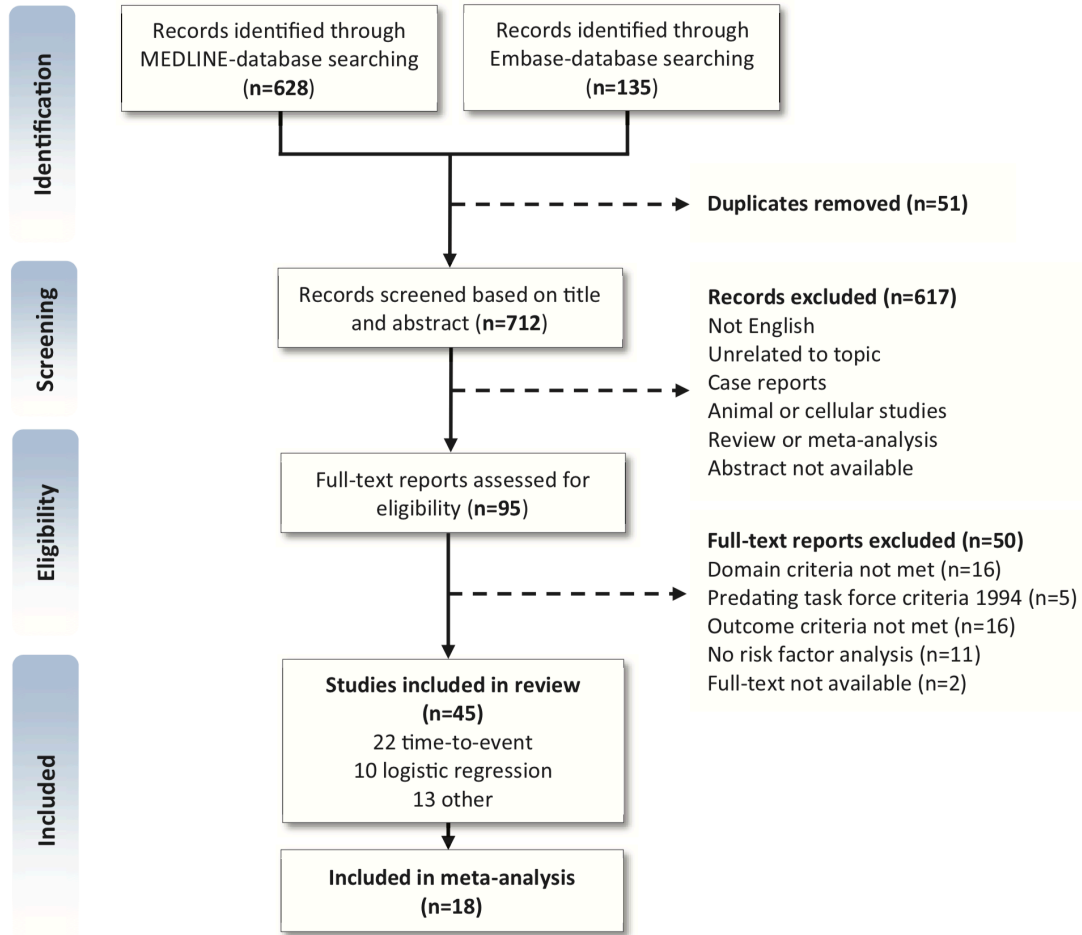 Identification
Records identified through
MEDLINE-database searching
(n=628)
Records identified through
Embase-database searching
(n=135)
Duplicates removed (n=51)
Screening
Records screened based on title
and abstract (n=712)
Records excluded (n=617)
Not English
Unrelated to topic
Case reports
Animal or cellular studies
Review or meta-analysis
Abstract not available
Eligibility
Full-text reports assessed for
eligibility (n=95)
Full-text reports excluded (n=50)
Domain criteria not met (n=16)
Predating task force criteria 1994 (n=5)
Outcome criteria not met (n=16)
No risk factor analysis (n=11)
Full-text not available (n=2)
Included
Studies included in review
(n=45)
22 time-to-event
10 logistic regression
13 other
Included in meta-analysis
(n=18)